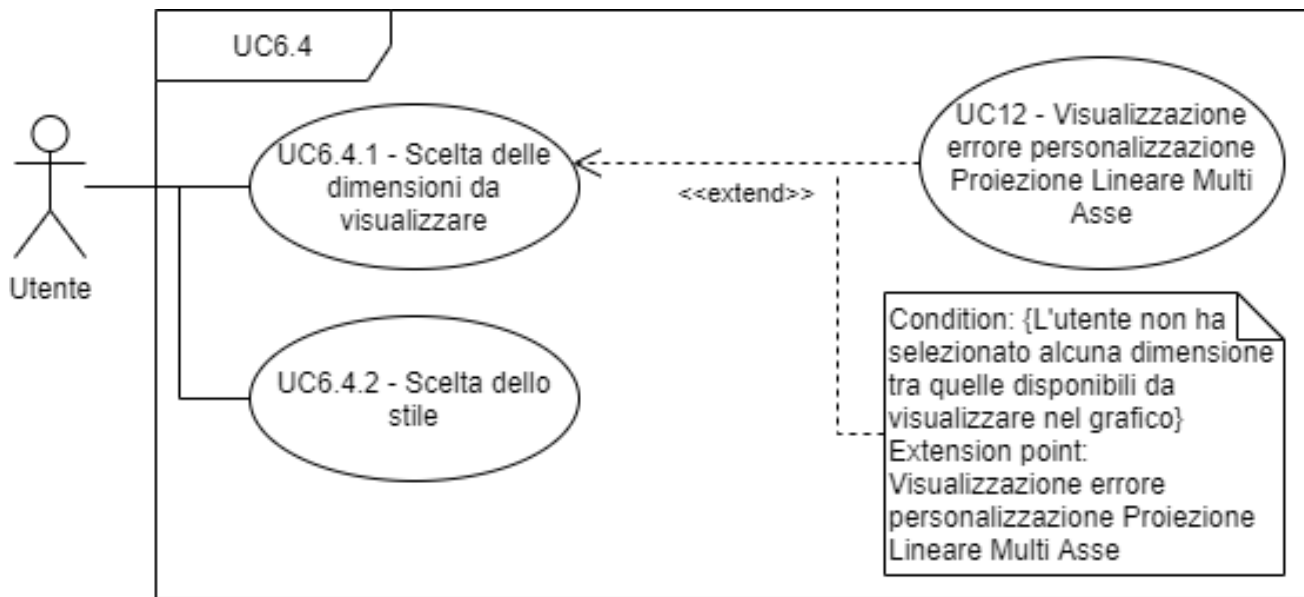 UC6.4
Utente
UC6.4.1 - Scelta delle
dimensioni da
visualizzare
<<extend>>
UC12 - Visualizzazione
errore personalizzazione
Proiezione Lineare Multi
Asse
UC6.4.2 - Scelta dello
stile
Condition: {L'utente non ha
selezionato alcuna dimensione
tra quelle disponibili da
visualizzare nel grafico}
Extension point:
Visualizzazione errore
personalizzazione Proiezione
Lineare Multi Asse